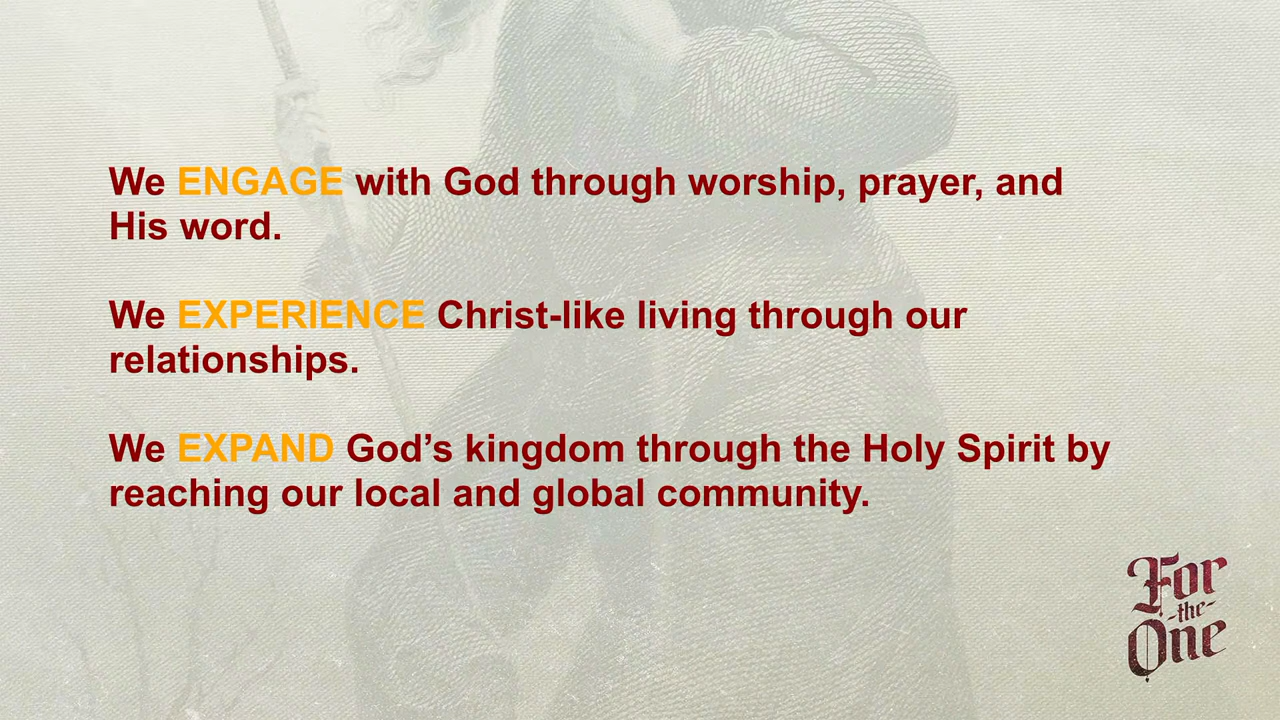 We ENGAGE with God through worship, prayer, and
His word.
We EXPERIENCE Christ-like living through our
relationships.
We EXPAND God’s kingdom through the Holy Spirit by
reaching our local and global community.
For
-the-
One